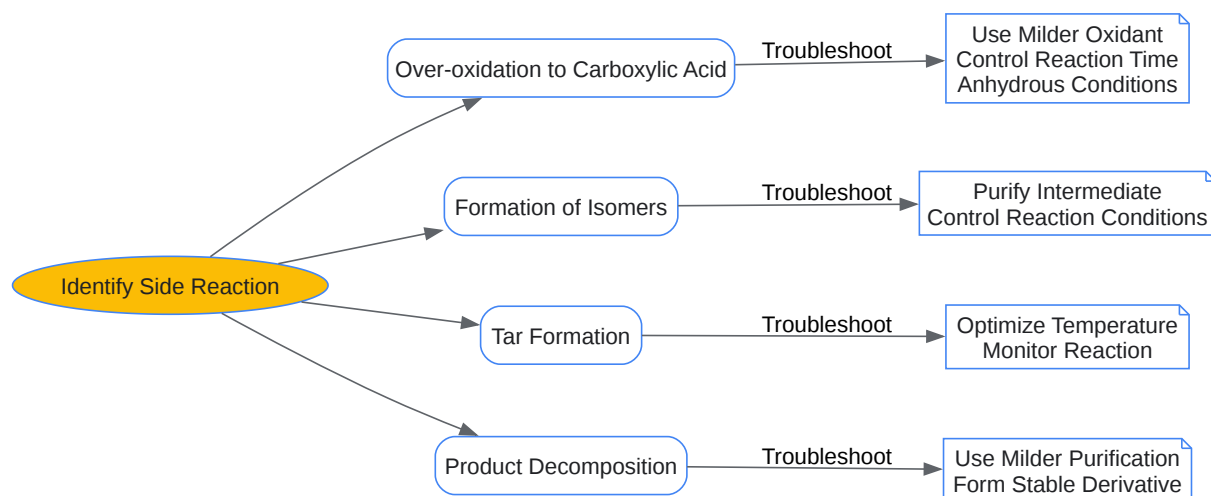 Identify Side Reaction
Over-oxidation to Carboxylic Acid
Troubleshoot
Use Milder Oxidant
Control Reaction Time
Anhydrous Conditions
Formation of Isomers
Troubleshoot
Purify Intermediate
Control Reaction Conditions
Tar Formation
Troubleshoot
Optimize Temperature
Monitor Reaction
Product Decomposition
Troubleshoot
Use Milder Purification
Form Stable Derivative